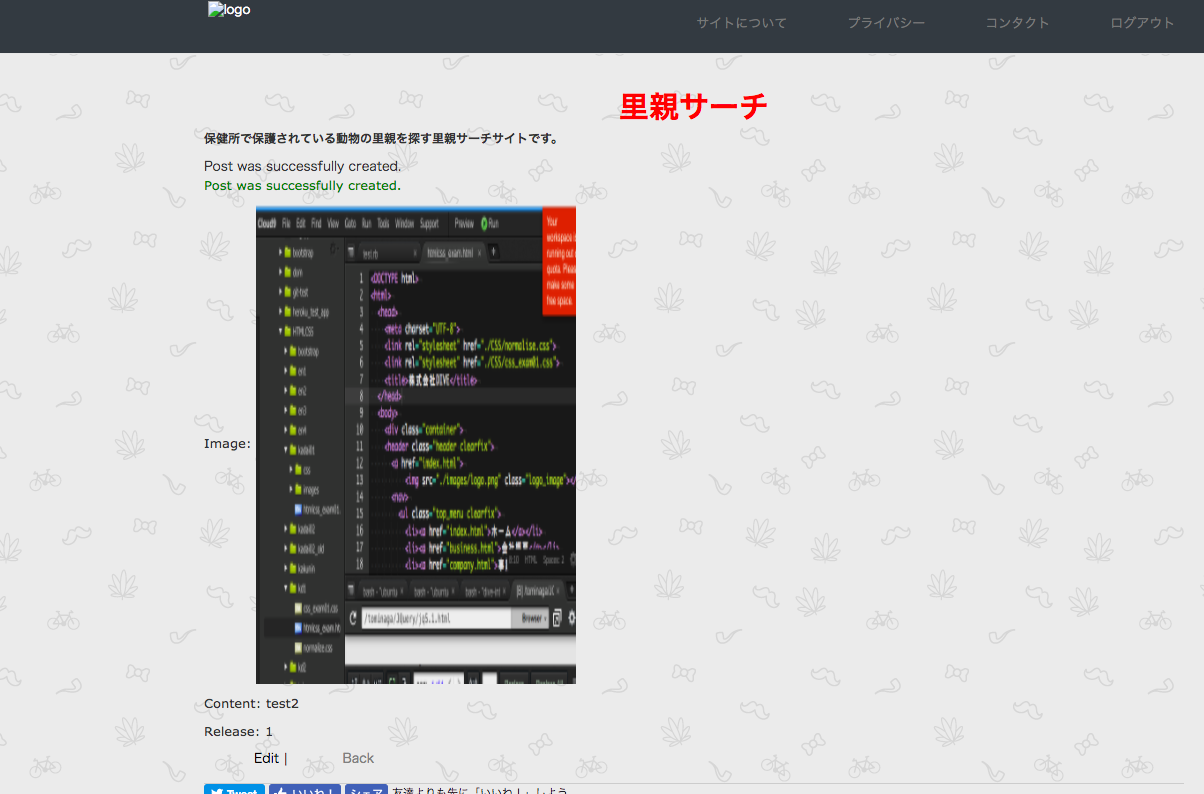 logo
サイトについて プライバシー コンタクト ログアウト
里親サーチ
保健所で保護されている動物の里親を探す里親サーチサイトです。
Post was successfully created.
Post was successfully created.
Image:
Cloud9 File Edit Find View Goto Run Tools Window Support Preview Run
Your
workspace is
running out o
quota. Please
make some
free space.
bootstrap
dom
git-test
heroku_test_app
HTMLCSS
bootstrap
en1
en2
en3
en4
kadai01
css
images
htmlcss_exam01.
kadai02
kadai02_old
kakunin
kd1
css_exam01.css
htmlcss_exam.ht
normalize.css
kd2
test.rb htmlcss_exam.html
1 <!DOCTYPE html>
2 <html>
3 <head>
4 <meta charset="UTF-8">
5 <link rel="stylesheet" href="./CSS/normalise.css">
6 <link rel="stylesheet" href="./CSS/css_exam01.css">
7 <title>株式会社DIVE</title>
8 </head>
9 <body>
10 <div class="container">
11 <header class="header clearfix">
12 <a href="index.html">
13 <img src="./images/logo.png" class="logo_image"></
14 <nav>
15 <ul class="top_menu clearfix">
16 <li><a href="index.html">ホーム</a></li>
17 <li><a href="business.html">
18 <li><a href="company.html">
8:10 HTML Spaces: 2
bash - "ubuntu bash - "ubuntu bash - "dive-int
/tominaga/JQuery/jq5.1.html Browser
Content: test2
Release: 1
Edit | Back
Tweet いいね！ シェア 友達よりも先に「いいね！」しよう